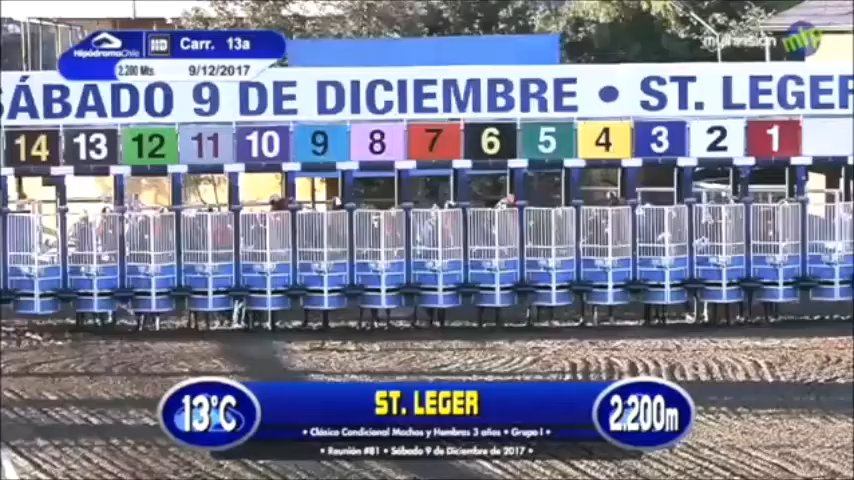 HipódromoChile HD Carr. 13a
2.200 Mts. 9/12/2017
SÁBADO 9 DE DICIEMBRE • ST. LEGER
14 13 12 11 10 9 8 7 6 5 4 3 2 1
13°C
ST. LEGER
2.200m
• Clásico Condicional Machos y Hembras 3 años • Grupo I •
• Reunión #81 • Sábado 9 de Diciembre de 2017 •